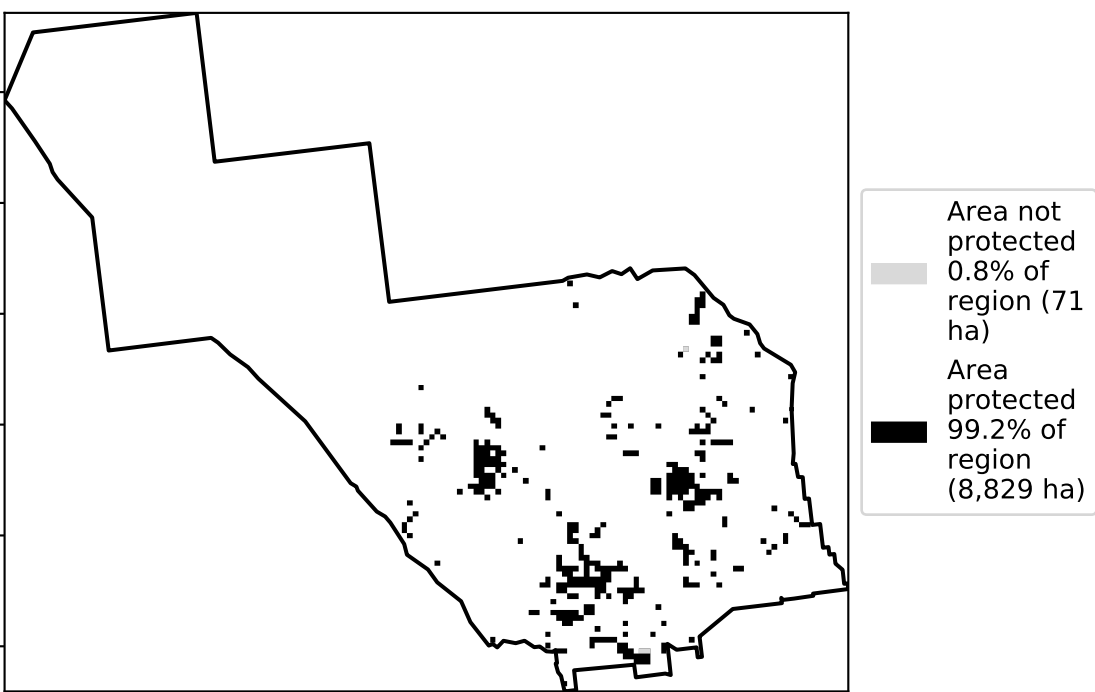 Area not
protected
0.8% of
region (71
ha)
Area
protected
99.2% of
region
(8,829 ha)